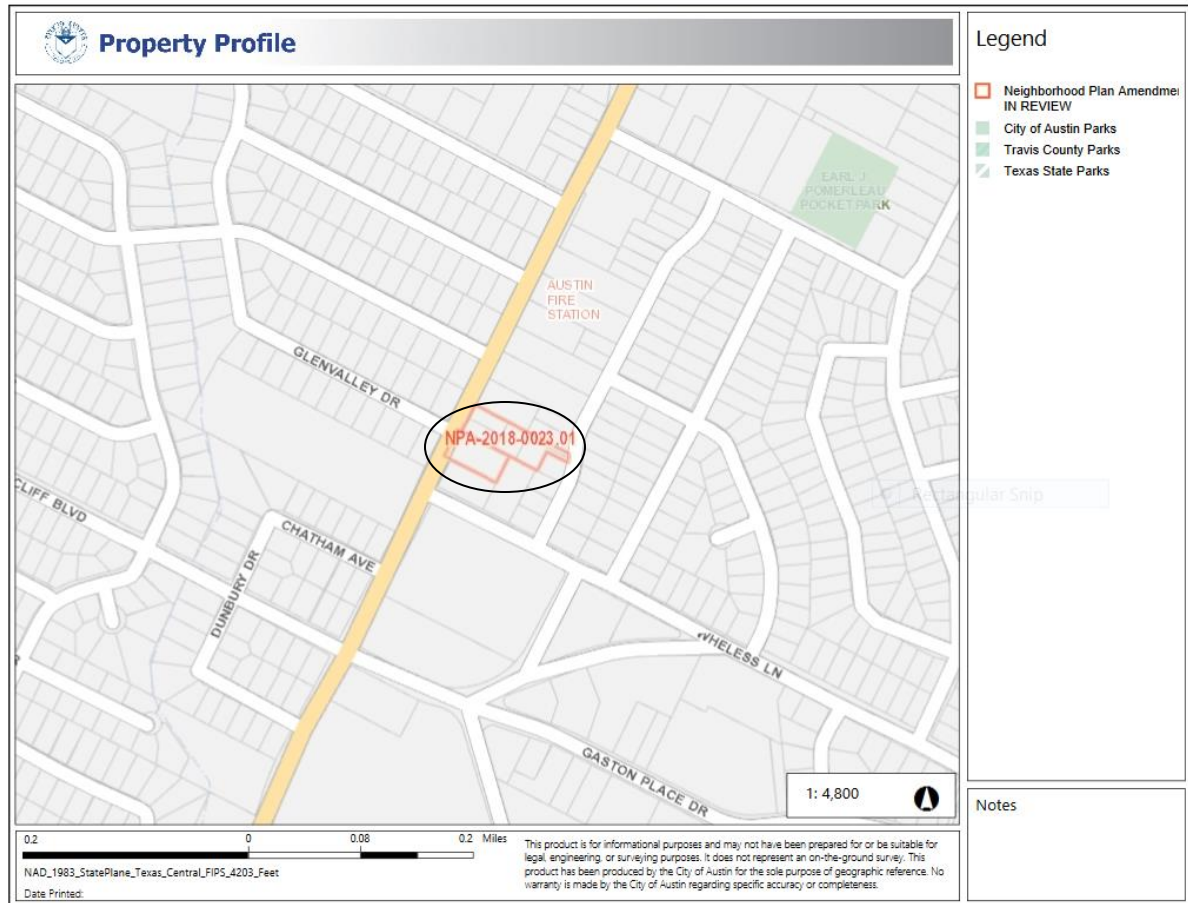 Property Profile
Legend
Neighborhood Plan Amendme
IN REVIEW
City of Austin Parks
Travis County Parks
Texas State Parks
EARL J
POMERLEAU
POCKET PARK
AUSTIN
FIRE
STATION
GLENVALLEY DR
NPA-2018-0023.01
Rectangular Snip
CLIFF BLVD
CHATHAM AVE
DUNBURY DR
WHELESS LN
GASTON PLACE DR
1: 4,800
Notes
0.2 0 0.08 0.2 Miles
NAD_1983_StatePlane_Texas_Central_FIPS_4203_Feet
Date Printed:
This product is for informational purposes and may not have been prepared for or be suitable for
legal, engineering, or surveying purposes. It does not represent an on-the-ground survey. This
product has been produced by the City of Austin for the sole purpose of geographic reference. No
warranty is made by the City of Austin regarding specific accuracy or completeness.